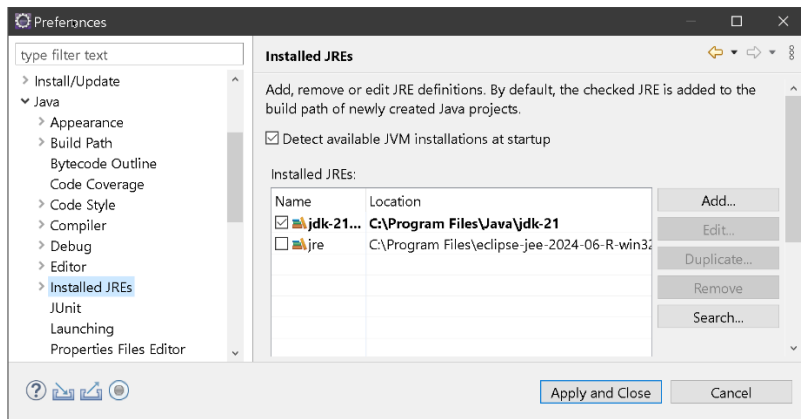 Preferences
type filter text
Install/Update
Java
Appearance
Build Path
Bytecode Outline
Code Coverage
Code Style
Compiler
Debug
Editor
Installed JREs
JUnit
Launching
Properties Files Editor
Installed JREs
Add, remove or edit JRE definitions. By default, the checked JRE is added to the
build path of newly created Java projects.
Detect available JVM installations at startup
Installed JREs:
Name Location
jdk-21... C:\Program Files\Java\jdk-21
jre C:\Program Files\eclipse-jee-2024-06-R-win32
Add...
Edit...
Duplicate...
Remove
Search...
Apply and Close Cancel